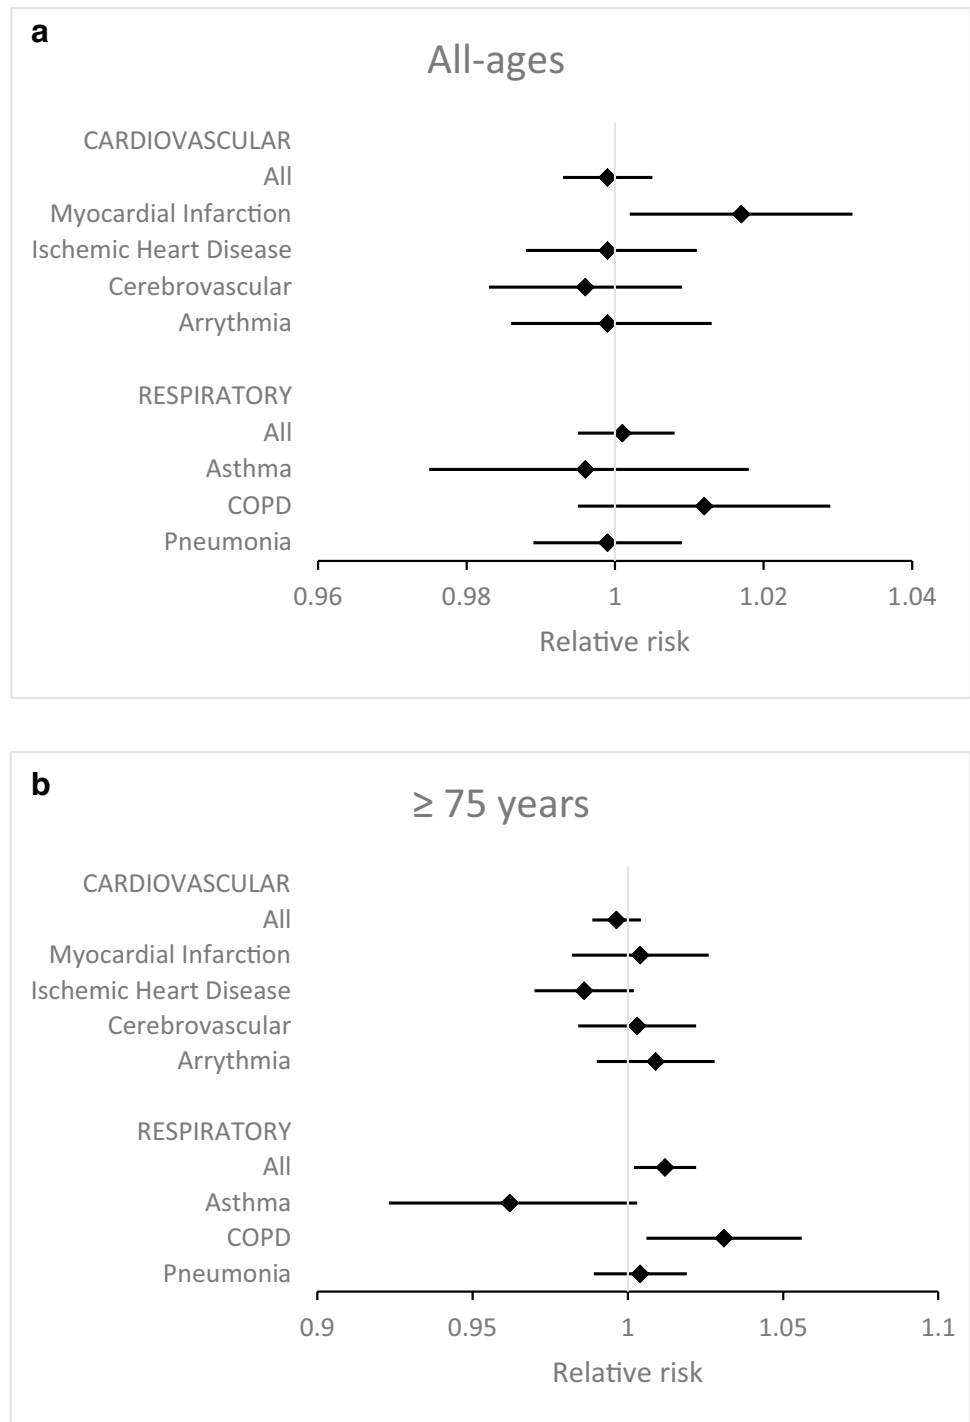 a
All-ages
CARDIOVASCULAR
All
Myocardial Infarction
Ischemic Heart Disease
Cerebrovascular
Arrythmia
RESPIRATORY
All
Asthma
COPD
Pneumonia
0.96 0.98 1 1.02 1.04
Relative risk
b
≥ 75 years
CARDIOVASCULAR
All
Myocardial Infarction
Ischemic Heart Disease
Cerebrovascular
Arrythmia
RESPIRATORY
All
Asthma
COPD
Pneumonia
0.9 0.95 1 1.05 1.1
Relative risk